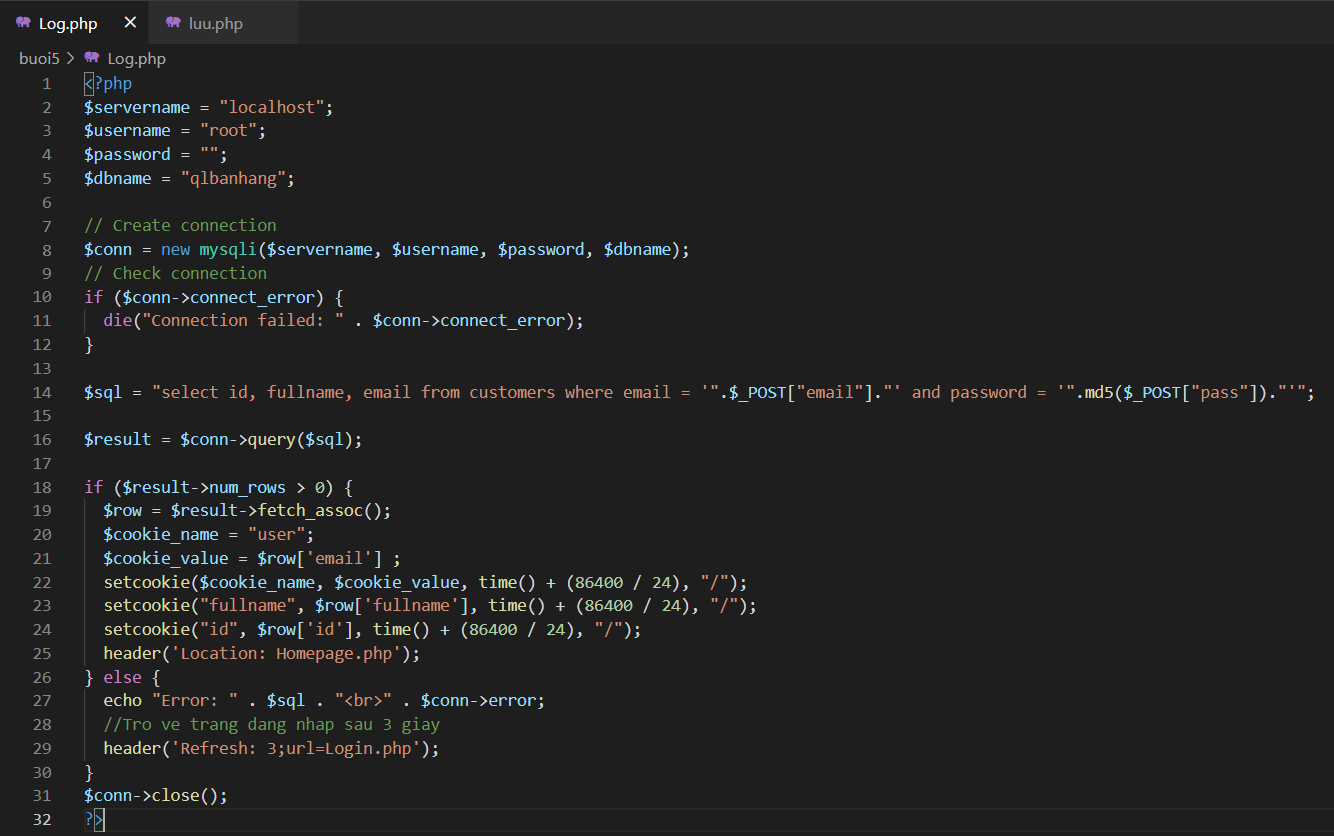 Log.php × luu.php
buoi5 > Log.php
1 <?php
2 $servername = "localhost";
3 $username = "root";
4 $password = "";
5 $dbname = "qlbanhang";
6
7 // Create connection
8 $conn = new mysqli($servername, $username, $password, $dbname);
9 // Check connection
10 if ($conn->connect_error) {
11   die("Connection failed: " . $conn->connect_error);
12 }
13
14 $sql = "select id, fullname, email from customers where email = '".$_POST["email"]."' and password = '".md5($_POST["pass"])."'";
15
16 $result = $conn->query($sql);
17
18 if ($result->num_rows > 0) {
19   $row = $result->fetch_assoc();
20   $cookie_name = "user";
21   $cookie_value = $row['email'] ;
22   setcookie($cookie_name, $cookie_value, time() + (86400 / 24), "/");
23   setcookie("fullname", $row['fullname'], time() + (86400 / 24), "/");
24   setcookie("id", $row['id'], time() + (86400 / 24), "/");
25   header('Location: Homepage.php');
26 } else {
27   echo "Error: " . $sql . "<br>" . $conn->error;
28   //Tro ve trang dang nhap sau 3 giay
29   header('Refresh: 3;url=Login.php');
30 }
31 $conn->close();
32 ?>